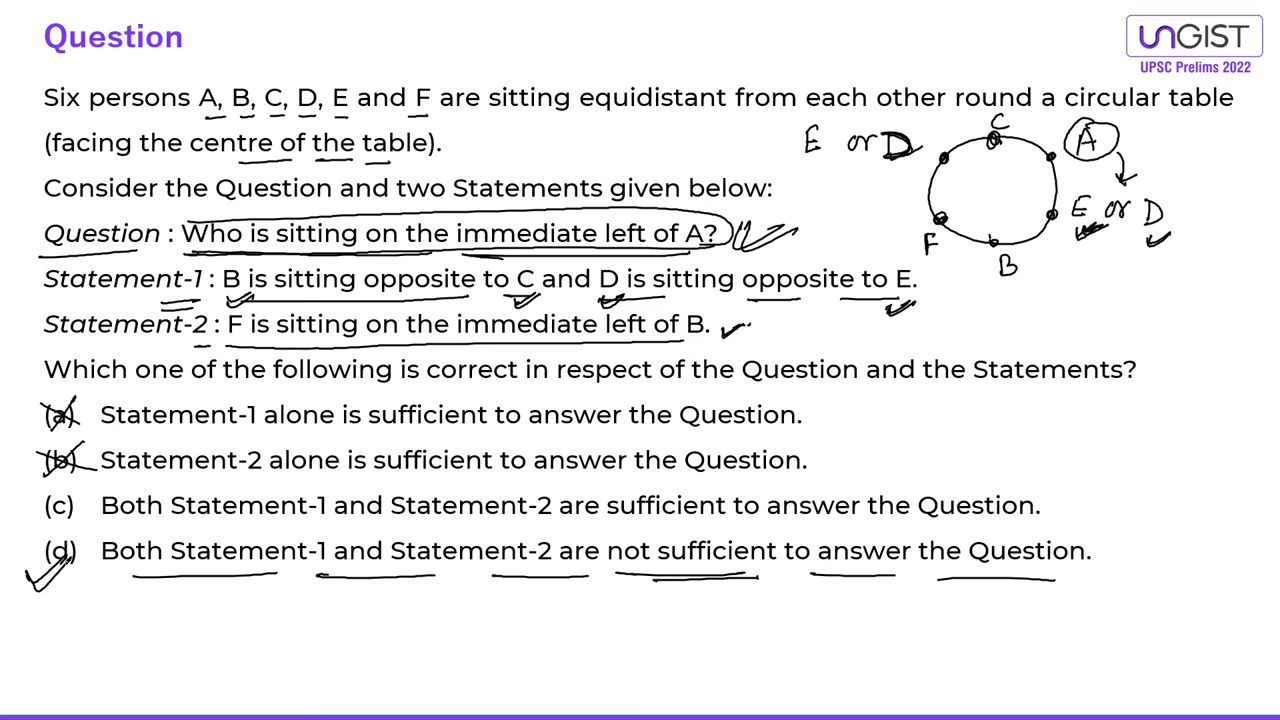 Question
UNGIST
UPSC Prelims 2022
Six persons A, B, C, D, E and F are sitting equidistant from each other round a circular table
(facing the centre of the table).
E or D
C
A
Consider the Question and two Statements given below:
E or D
Question : Who is sitting on the immediate left of A?
F
B
Statement-1 : B is sitting opposite to C and D is sitting opposite to E.
Statement-2 : F is sitting on the immediate left of B.
Which one of the following is correct in respect of the Question and the Statements?
(a) Statement-1 alone is sufficient to answer the Question.
(b) Statement-2 alone is sufficient to answer the Question.
(c) Both Statement-1 and Statement-2 are sufficient to answer the Question.
(d) Both Statement-1 and Statement-2 are not sufficient to answer the Question.